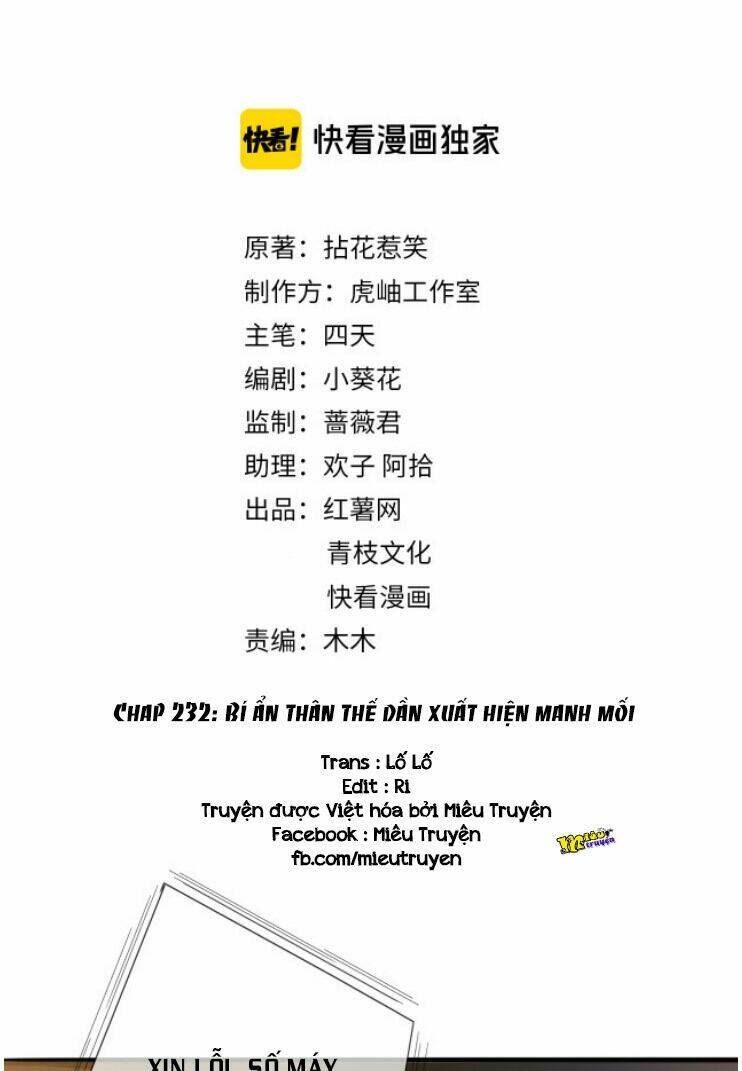 快看! 快看漫画独家
原著：拈花惹笑
制作方：虎岫工作室
主笔：四天
编剧：小葵花
监制：蔷薇君
助理：欢子 阿拾
出品：红薯网
青枝文化
快看漫画
责编：木木
CHAP 232: BÍ ẨN THÂN THẾ DẦN XUẤT HIỆN MANH MỐI
Trans : Lố Lố
Edit : Ri
Truyện được Việt hóa bởi Miêu Truyện
Facebook : Miêu Truyện
fb.com/mieutruyen
Miêu
truyện
XIN LỖI, SỐ MÁY